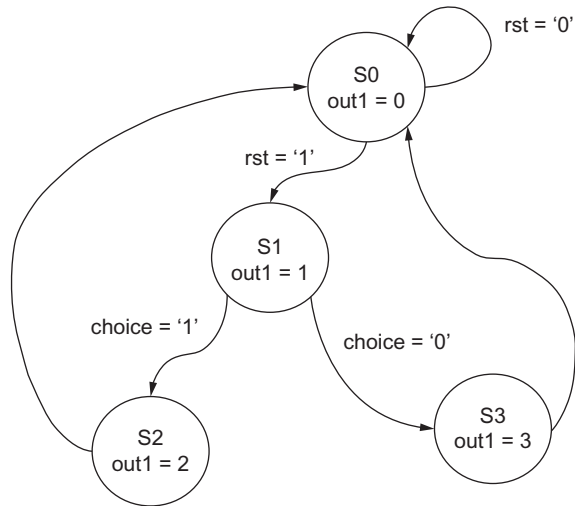 rst = ‘0’
S0
out1 = 0
rst = ‘1’
S1
out1 = 1
choice = ‘1’
choice = ‘0’
S2
out1 = 2
S3
out1 = 3